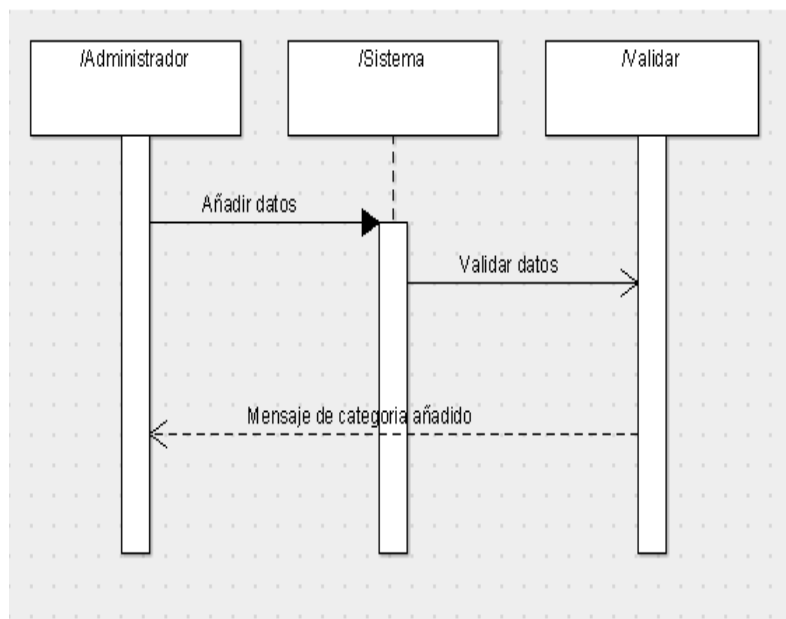 /Administrador
/Sistema
/Validar
Añadir datos
Validar datos
Mensaje de categoria añadido